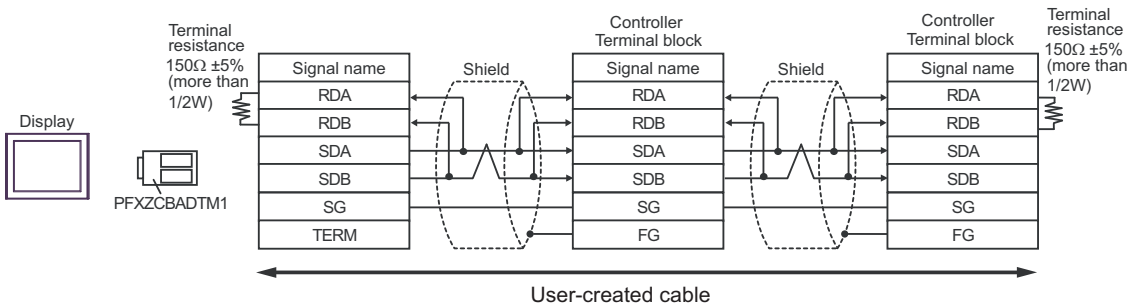 Terminal
resistance
150Ω ±5%
(more than
1/2W)
Controller
Terminal block
Controller
Terminal block
Terminal
resistance
150Ω ±5%
(more than
1/2W)
Display
PFXZCBADTM1
Signal name
RDA
RDB
SDA
SDB
SG
TERM
Shield
Signal name
RDA
RDB
SDA
SDB
SG
FG
Shield
Signal name
RDA
RDB
SDA
SDB
SG
FG
User-created cable